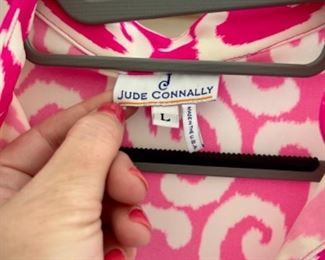 J
JUDE CONNALLY
L
MADE IN THE U.S.A.